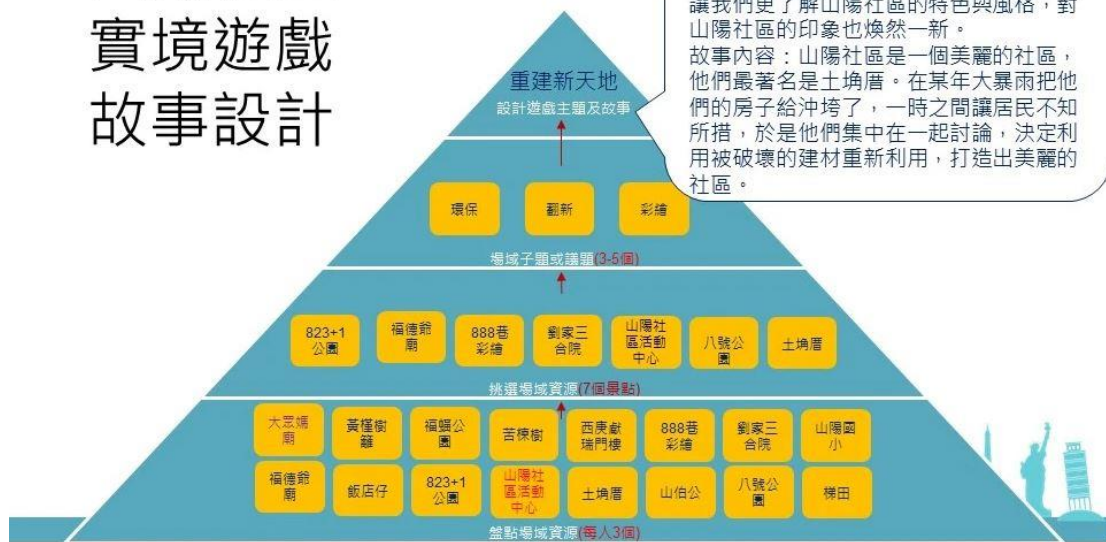 實境遊戲
故事設計
讓我們更了解山陽社區的特色與風格，對
山陽社區的印象也煥然一新。
故事內容：山陽社區是一個美麗的社區，
他們最著名是土埆厝。在某年大暴雨把他
們的房子給沖垮了，一時之間讓居民不知
所措，於是他們集中在一起討論，決定利
用被破壞的建材重新利用，打造出美麗的
社區。
重建新天地
設計遊戲主題及故事
環保
翻新
彩繪
場域子題或議題(3-5個)
823+1
公園
福德爺
廟
888巷
彩繪
劉家三
合院
山陽社
區活動
中心
八號公
園
土埆厝
挑選場域資源(7個景點)
大眾媽
廟
黃槿樹
籬
福蝠公
園
苦楝樹
西庚獻
瑞門樓
888巷
彩繪
劉家三
合院
山陽國
小
福德爺
廟
飯店仔
823+1
公園
山陽社
區活動
中心
土埆厝
山伯公
八號公
園
梯田
盤點場域資源(每人3個)